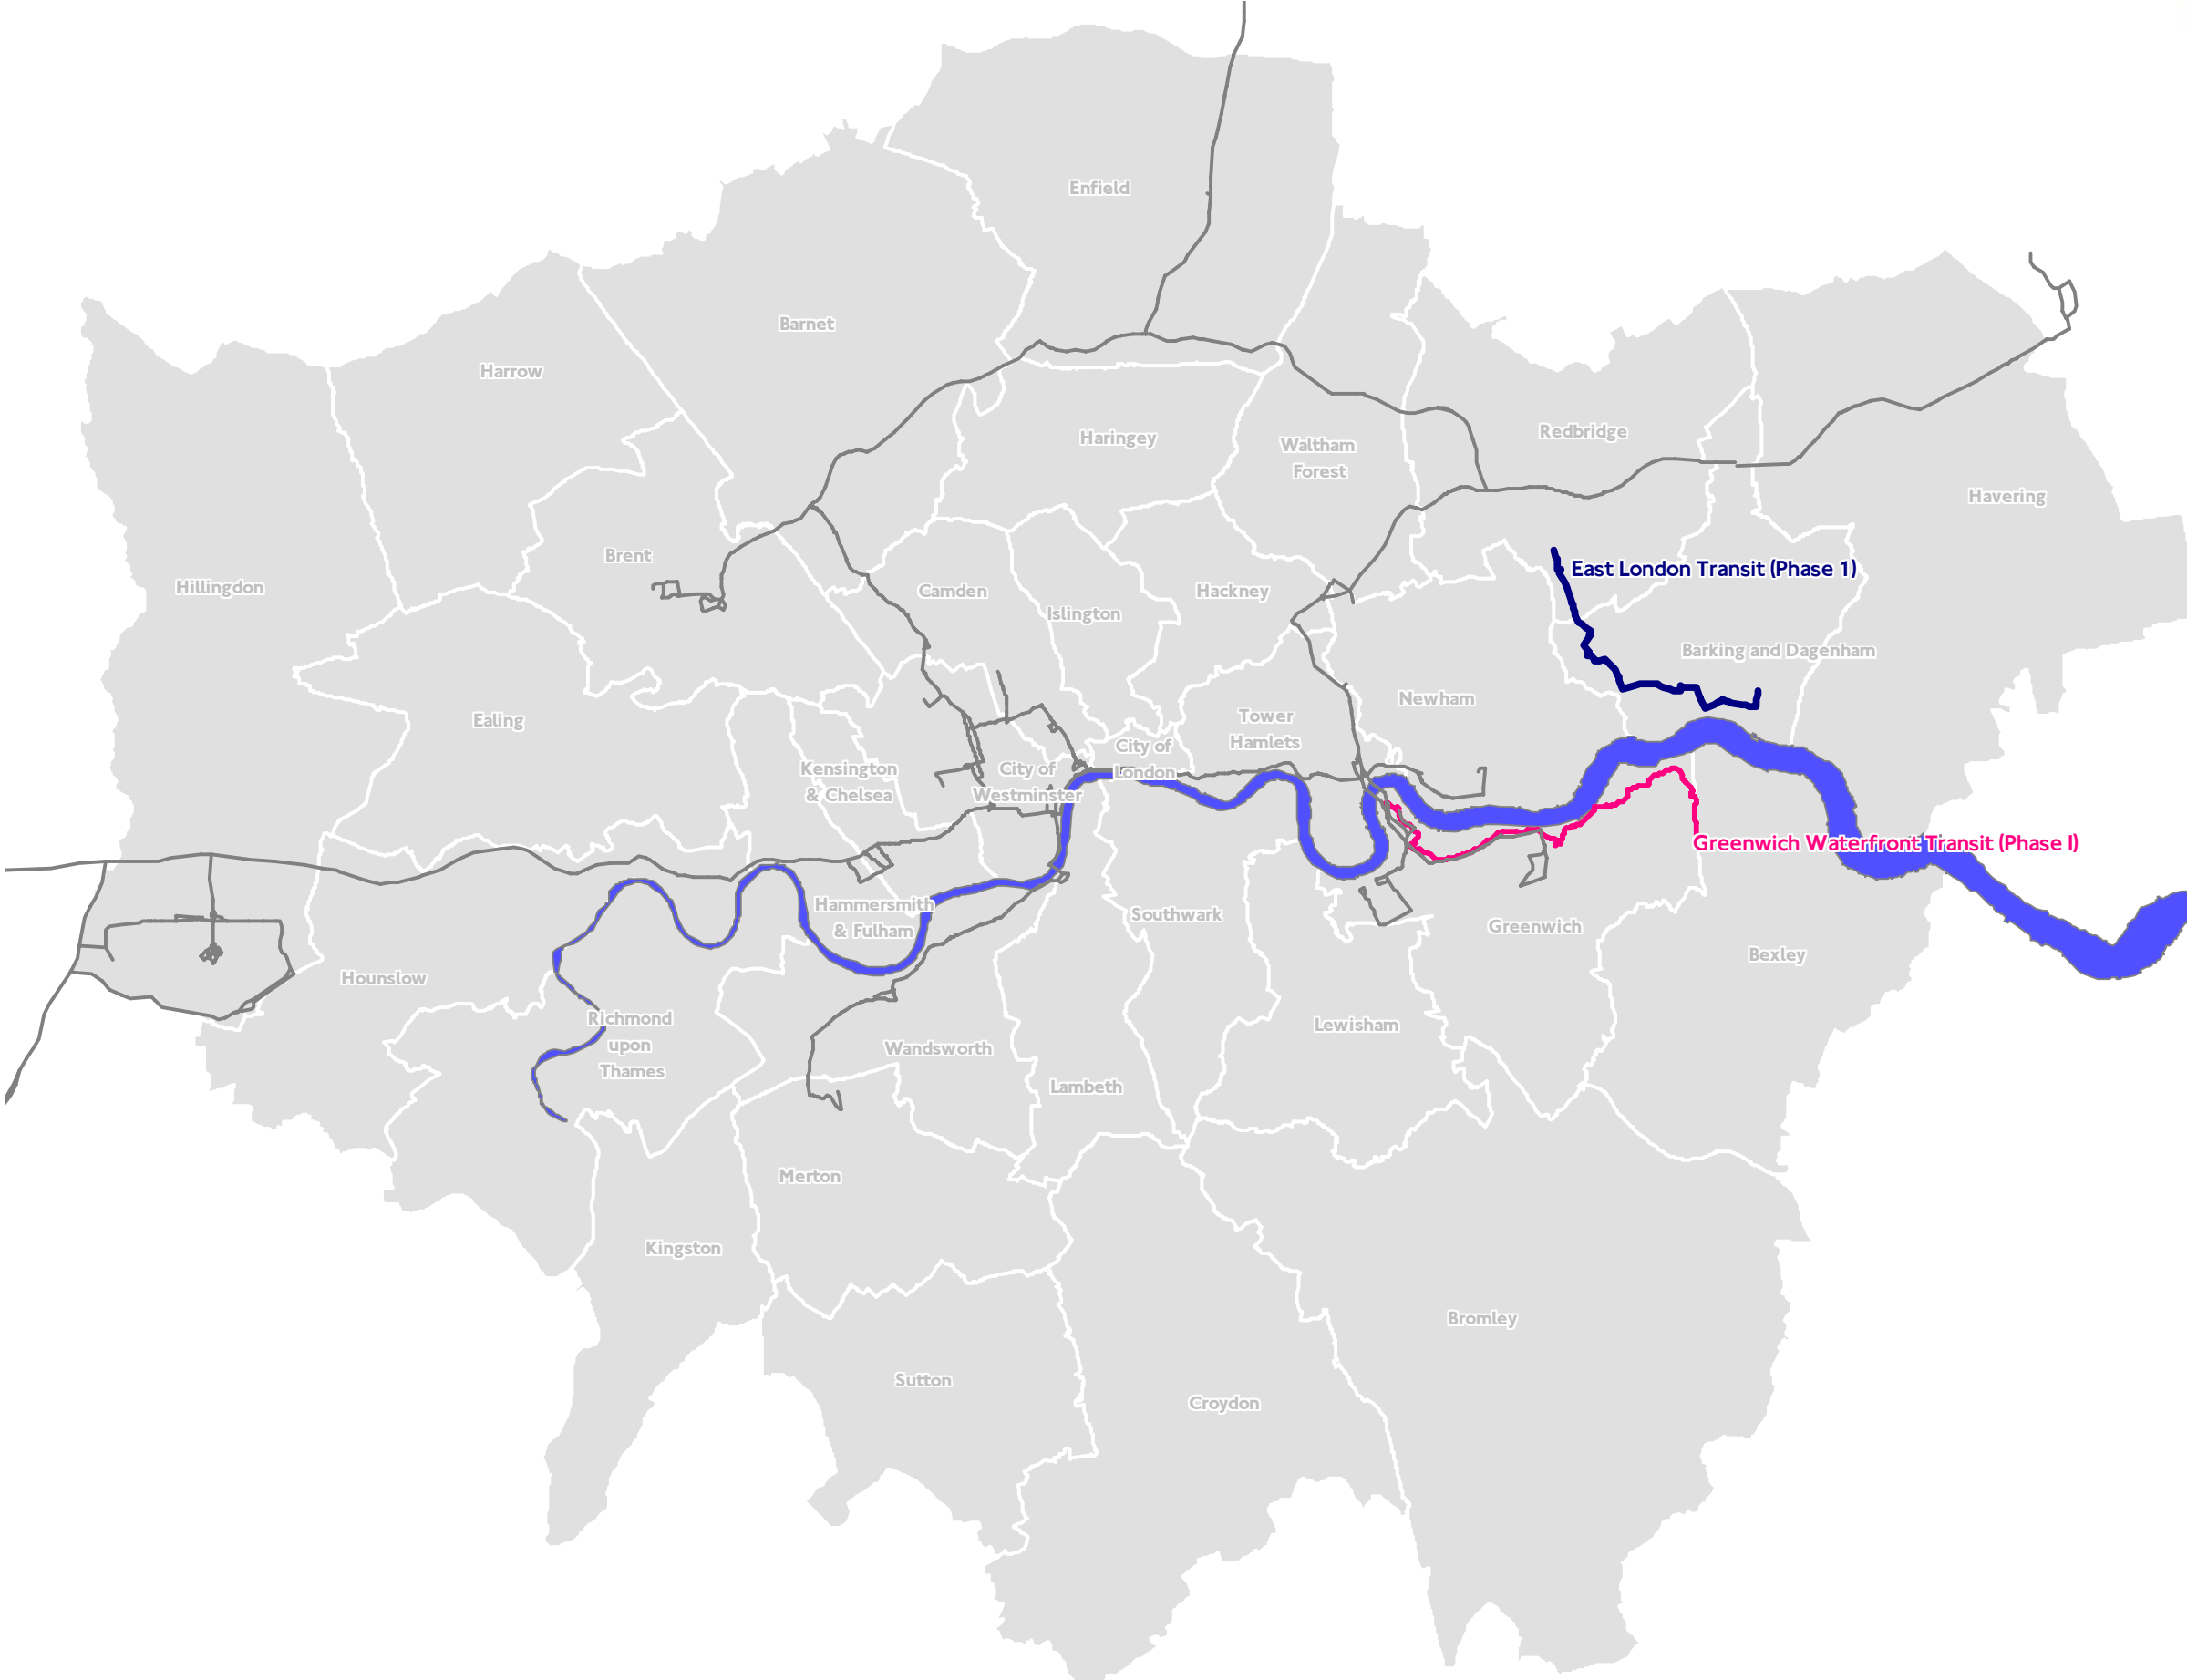 Enfield
Barnet
Harrow
Haringey
Waltham
Forest
Redbridge
Havering
Hillingdon
Brent
Camden
Islington
Hackney
East London Transit (Phase 1)
Barking and Dagenham
Ealing
Newham
Tower
Hamlets
City of
London
Kensington
& Chelsea
City of
Westminster
Greenwich Waterfront Transit (Phase I)
Hammersmith
& Fulham
Southwark
Greenwich
Bexley
Hounslow
Richmond
upon
Thames
Wandsworth
Lewisham
Lambeth
Merton
Kingston
Bromley
Sutton
Croydon